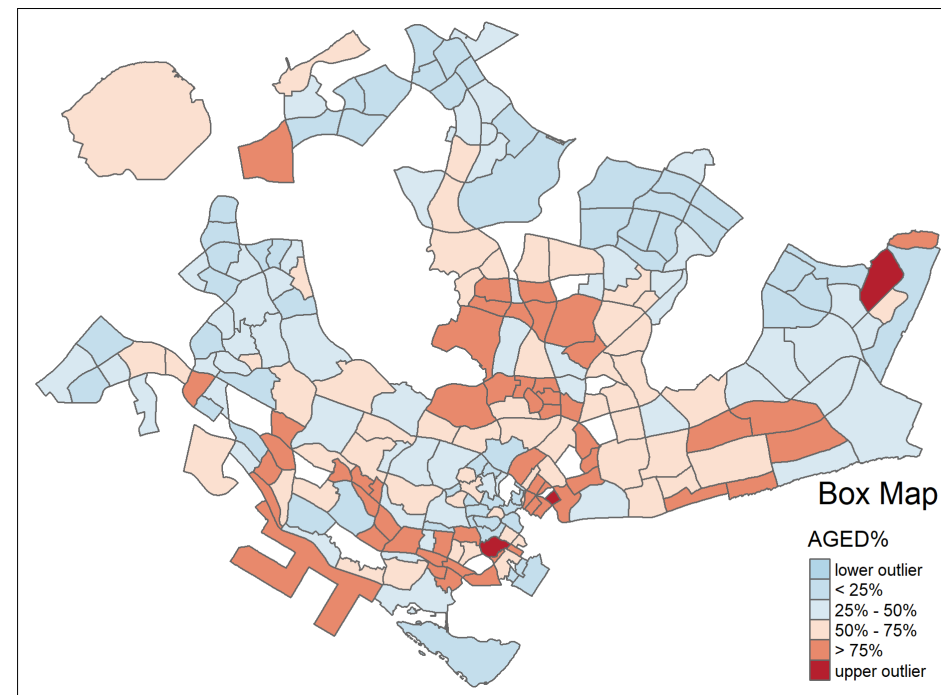 Box Map
AGED%
lower outlier
< 25%
25% - 50%
50% - 75%
> 75%
upper outlier